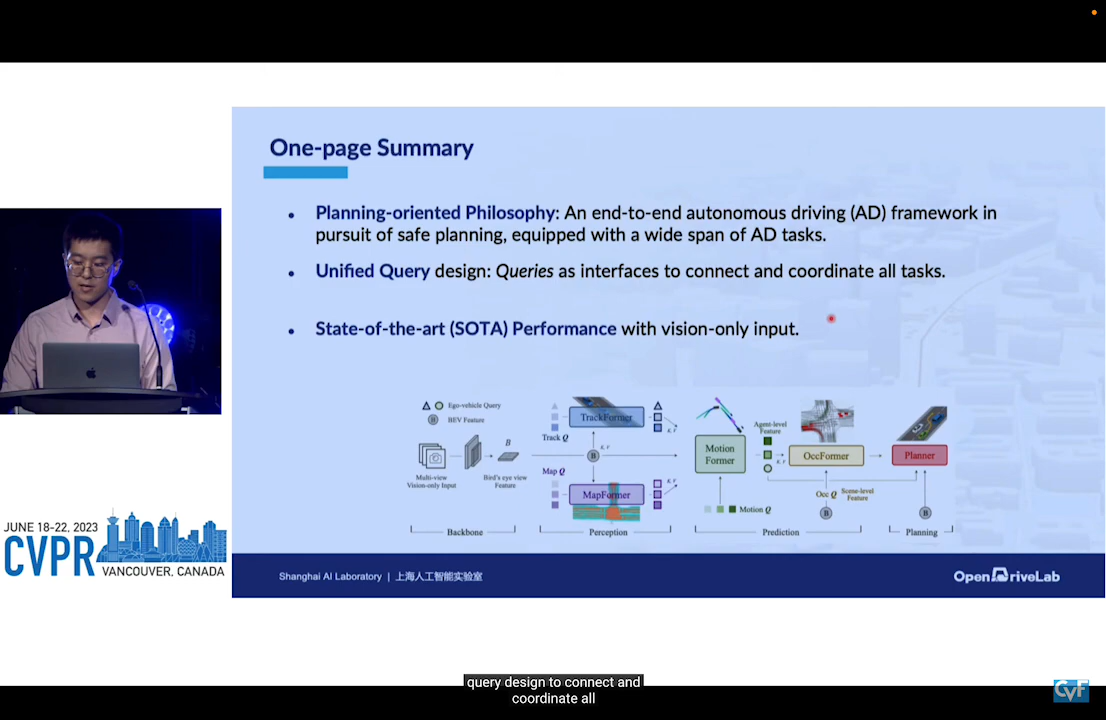 One-page Summary
• Planning-oriented Philosophy: An end-to-end autonomous driving (AD) framework in
pursuit of safe planning, equipped with a wide span of AD tasks.
• Unified Query design: Queries as interfaces to connect and coordinate all tasks.
• State-of-the-art (SOTA) Performance with vision-only input.
Ego-vehicle Query
B BEV Feature
Multi-view
Vision-only Input
B
Bird's eye view
Feature
Backbone
TrackFormer
Track Q
K, V
B
Map Q
MapFormer
K, V
K, V
Perception
Motion
Former
Motion Q
Agent-level
Feature
K, V
OccFormer
Occ Q
Scene-level
Feature
B
Prediction
Planner
B
Planning
Shanghai AI Laboratory | 上海人工智能实验室
OpenDriveLab
JUNE 18-22, 2023
CVPR
VANCOUVER, CANADA
query design to connect and
coordinate all
CVF